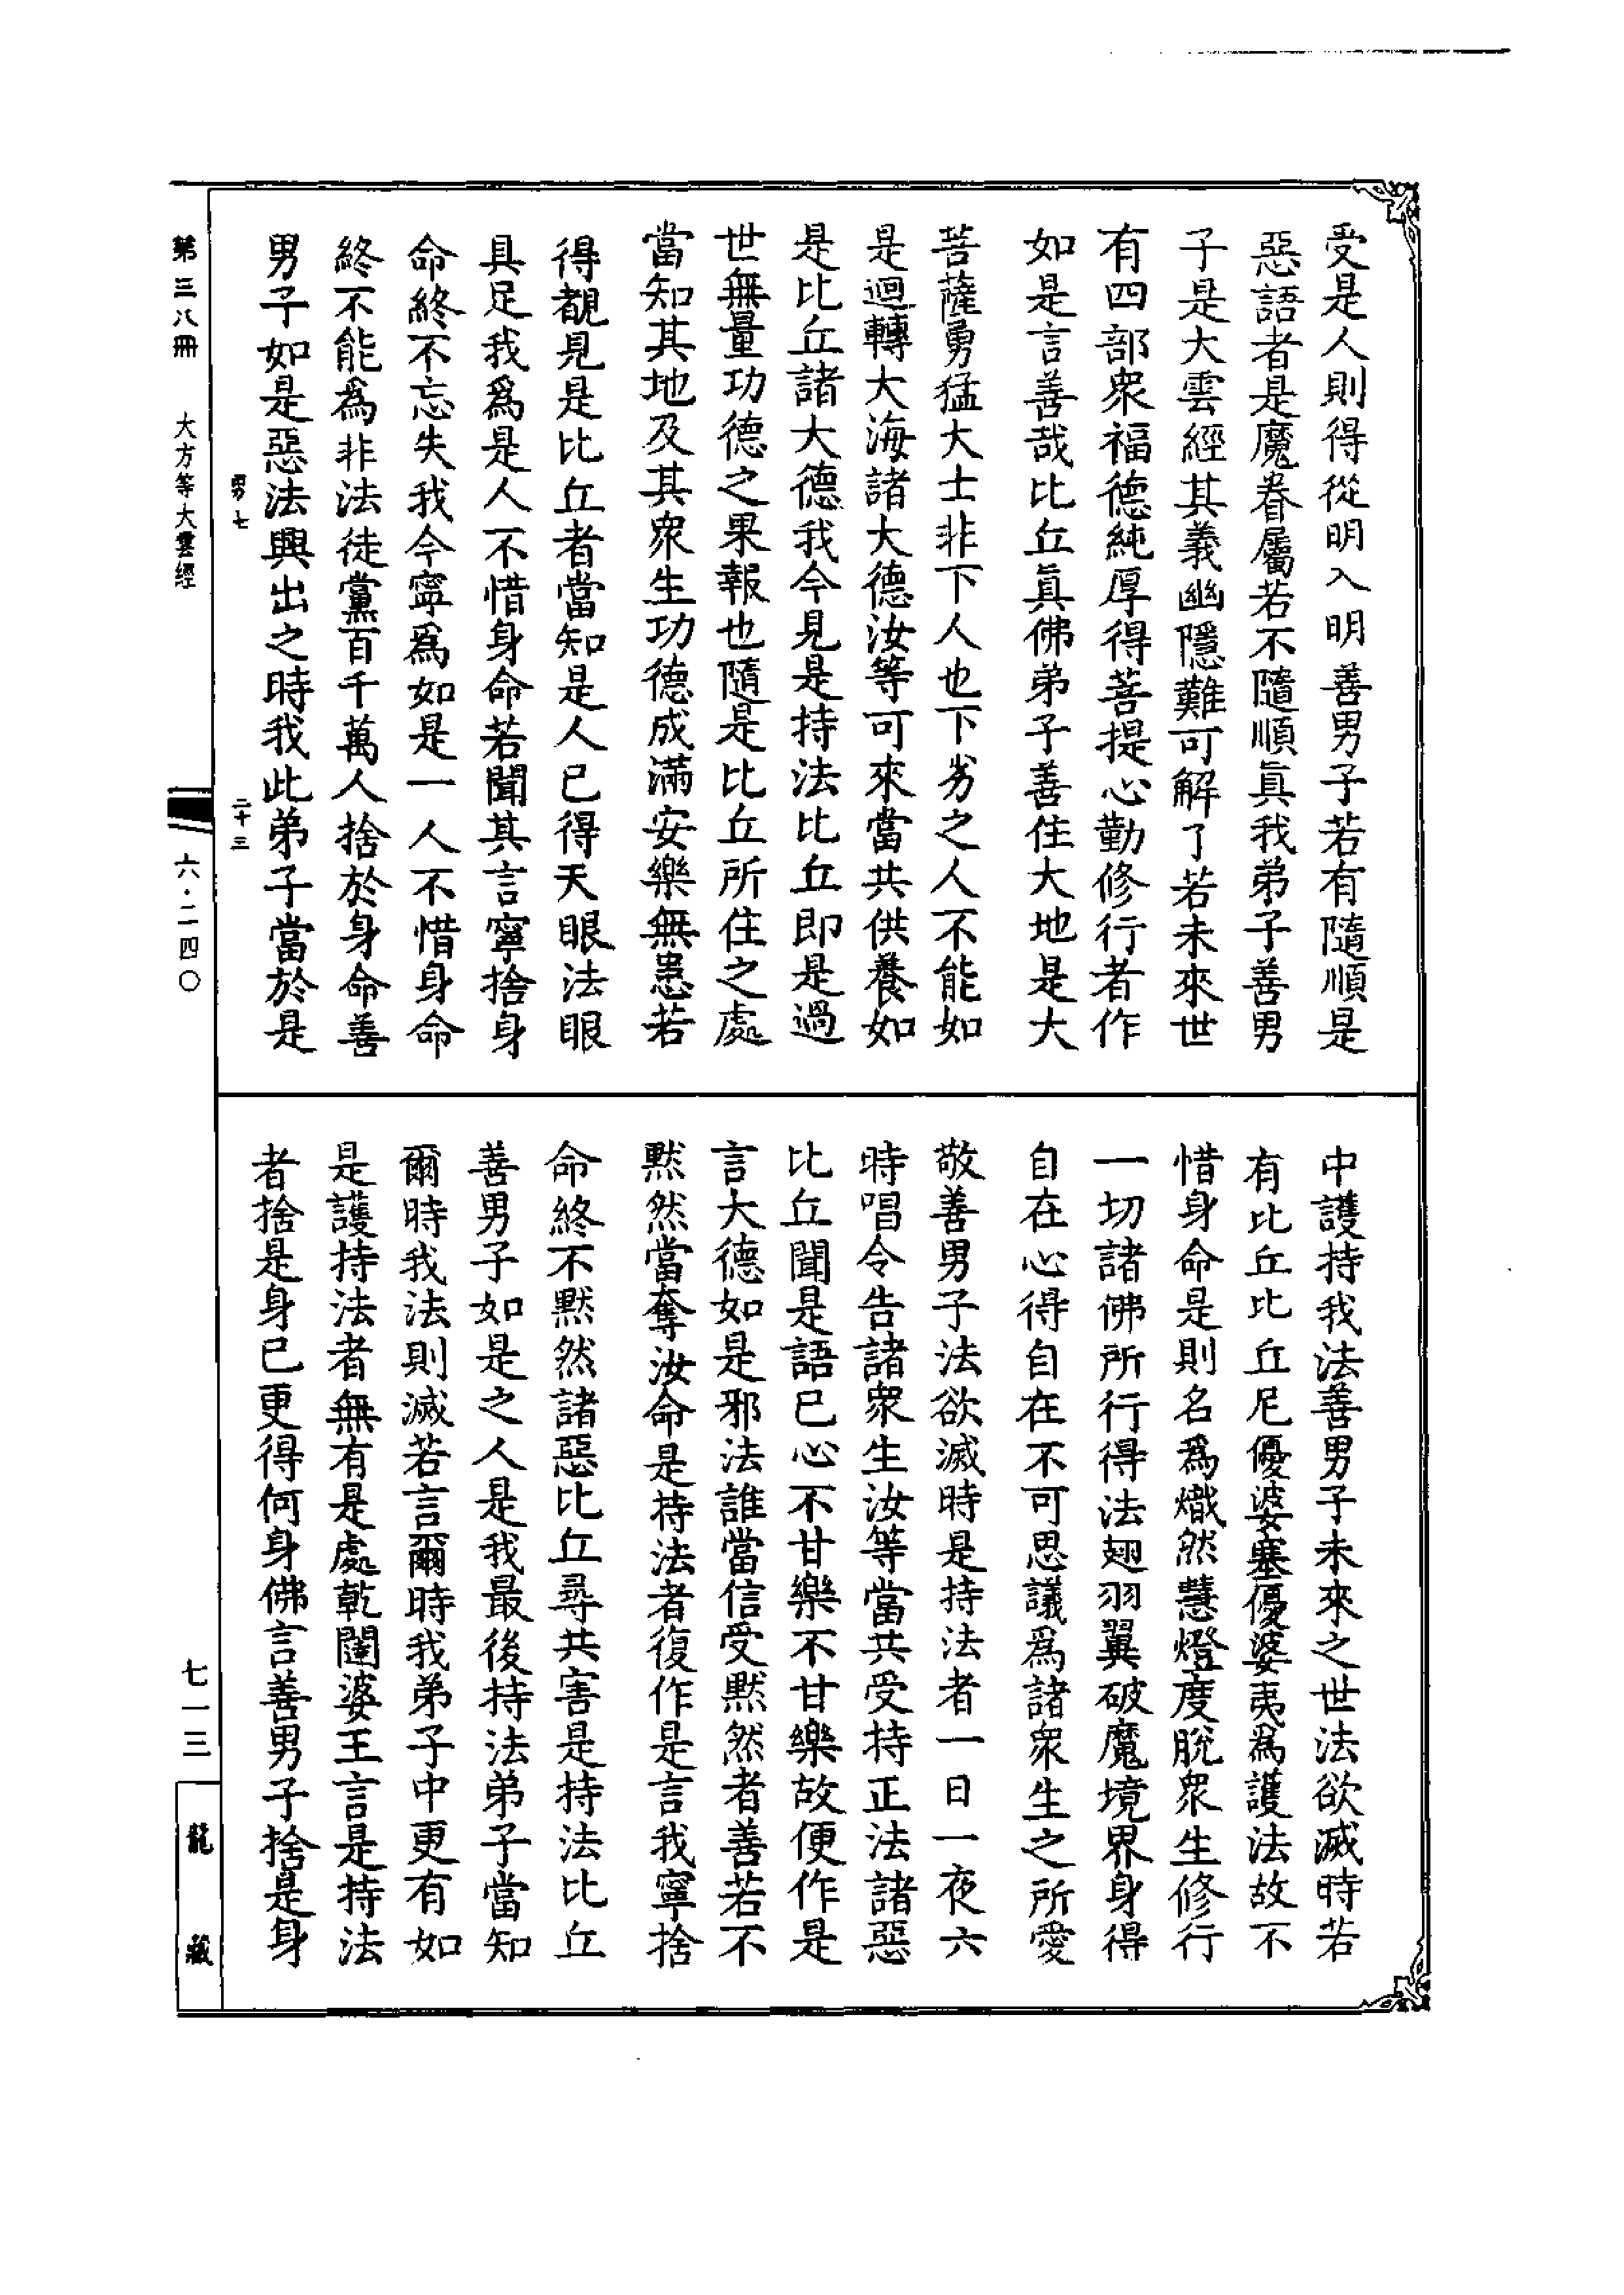 受是人則得從明入明善男子若有隨順是
惡語者是魔眷屬若不隨順眞我弟子善男
子是大雲經其義幽隱難可解了若未來世
有四部衆福德純厚得菩提心勤修行者作
如是言善哉比丘眞佛弟子善住大地是大
菩薩勇猛大士非下人也下劣之人不能如
是迴轉大海諸大德汝等可來當共供養如
是比丘諸大德我今見是持法比丘即是過
世無量功德之果報也隨是比丘所住之處
當知其地及其衆生功德成滿安樂無患若
得覩見是比丘者當知是人已得天眼法眼
具足我爲是人不惜身命若聞其言寧捨身
命終不忘失我今寧爲如是一人不惜身命
終不能爲非法徒黨百千萬人捨於身命善
男子如是惡法興出之時我此弟子當於是
中護持我法善男子未來之世法欲滅時若
有比丘比丘尼優婆塞優婆夷爲護法故不
惜身命是則名爲熾然慧燈度脫衆生修行
一切諸佛所行得法翅羽翼破魔境界身得
自在心得自在不可思議爲諸衆生之所愛
敬善男子法欲滅時是持法者一日一夜六
時唱令告諸衆生汝等當共受持正法諸惡
比丘聞是語已心不甘樂不甘樂故便作是
言大德如是邪法誰當信受默然者善若不
默然當奪汝命是持法者復作是言我寧捨
命終不默然諸惡比丘尋共害是持法比丘
善男子如是之人是我最後持法弟子當知
爾時我法則滅若言爾時我弟子中更有如
是護持法者無有是處乾闥婆王言是持法
者捨是身已更得何身佛言善男子捨是身
男七
二十三
第三八冊
大方等大雲經
六·二四〇
七一三
龍藏